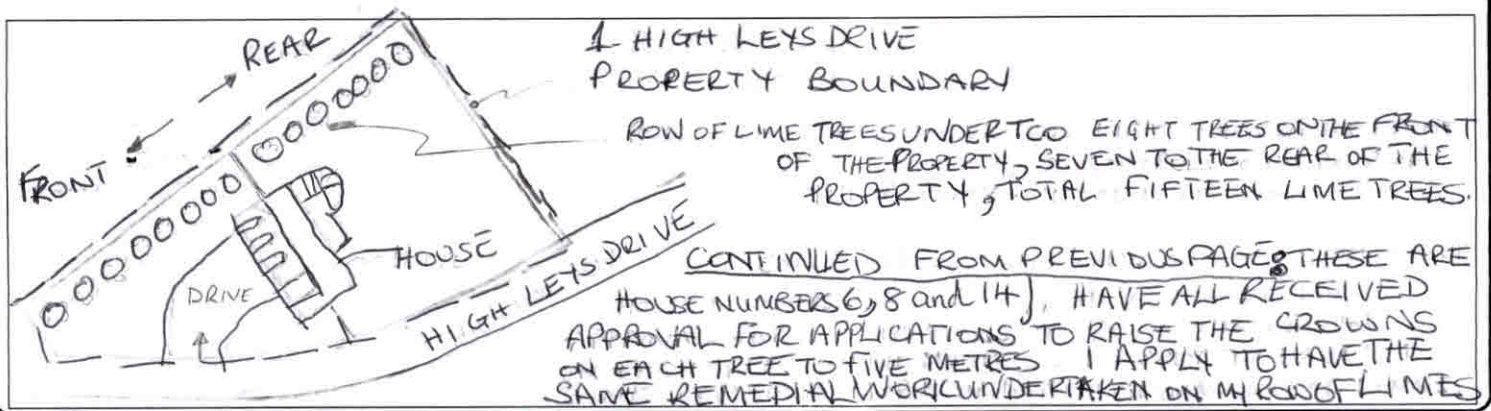 1 HIGH LEYS DRIVE
PROPERTY BOUNDARY
REAR
FRONT
ROW OF LIME TREES UNDER TCO EIGHT TREES ON THE FRONT
OF THE PROPERTY, SEVEN TO THE REAR OF THE
PROPERTY, TOTAL FIFTEEN LIME TREES.
HOUSE
DRIVE
HIGH LEYS DRIVE
CONTINUED FROM PREVIOUS PAGE: THESE ARE
HOUSE NUMBERS 6, 8 and 14). HAVE ALL RECEIVED
APPROVAL FOR APPLICATIONS TO RAISE THE CROWNS
ON EACH TREE TO FIVE METRES I APPLY TO HAVE THE
SAME REMEDIAL WORK UNDERTAKEN ON MY ROW OF LIMES